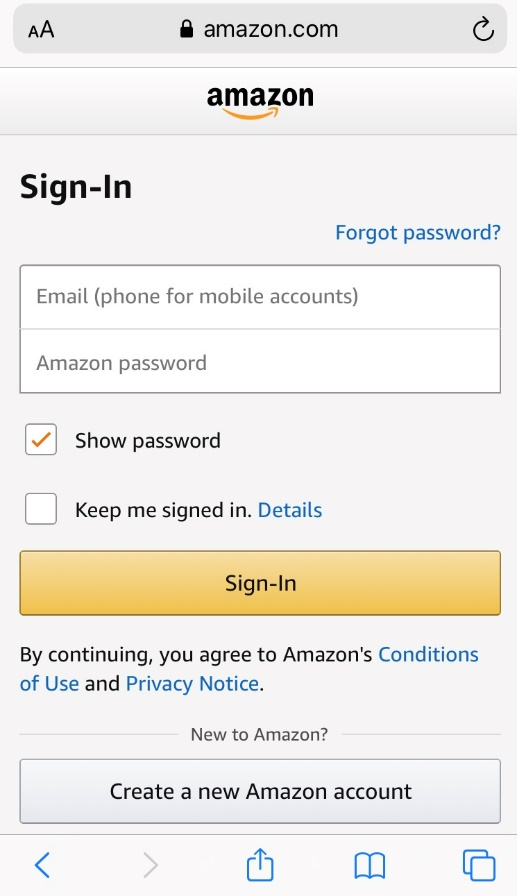 AA amazon.com
amazon
Sign-In
Forgot password?
Email (phone for mobile accounts)
Amazon password
Show password
Keep me signed in. Details
Sign-In
By continuing, you agree to Amazon's Conditions
of Use and Privacy Notice.
New to Amazon?
Create a new Amazon account